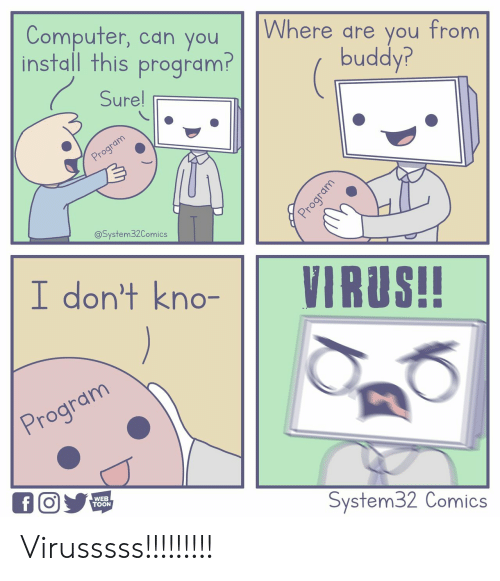 Computer, can you
install this program?
Sure!
Program
@System32Comics
Where are you from
buddy?
Program
I don't kno-
Program
VIRUS!!
f
WEB
TOON
System32 Comics
Virusssss!!!!!!!!!